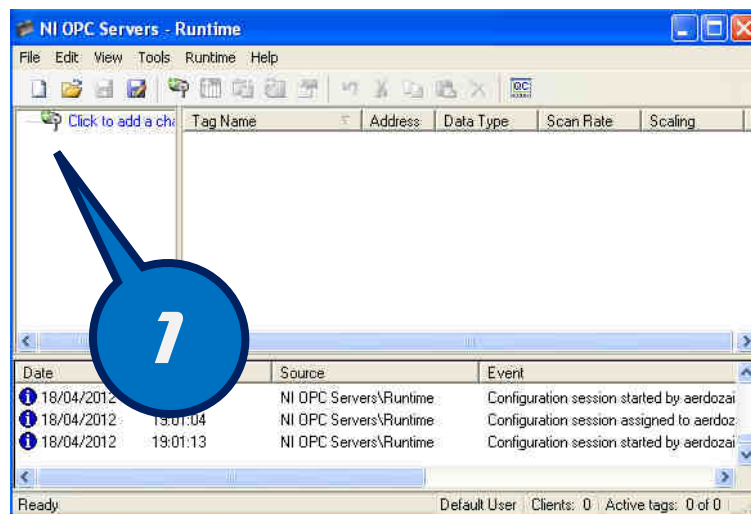 NI OPC Servers - Runtime
File Edit View Tools Runtime Help
QC
Click to add a cha
Tag Name Address Data Type Scan Rate Scaling
7
Date Source Event
18/04/2012 NI OPC Servers\Runtime Configuration session started by aerdozai
18/04/2012 19:01:04 NI OPC Servers\Runtime Configuration session assigned to aerdoz
18/04/2012 19:01:13 NI OPC Servers\Runtime Configuration session started by aerdozai
Ready Default User Clients: 0 Active tags: 0 of 0